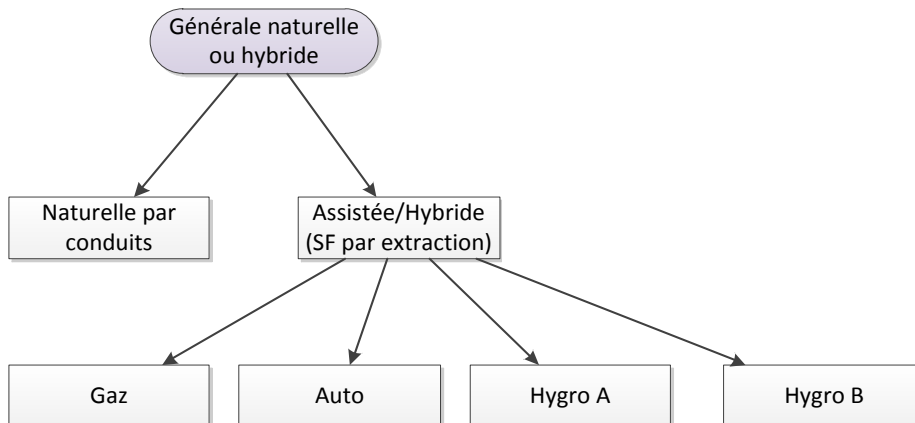 Générale naturelle
ou hybride
Naturelle par
conduits
Assistée/Hybride
(SF par extraction)
Gaz
Auto
Hygro A
Hygro B